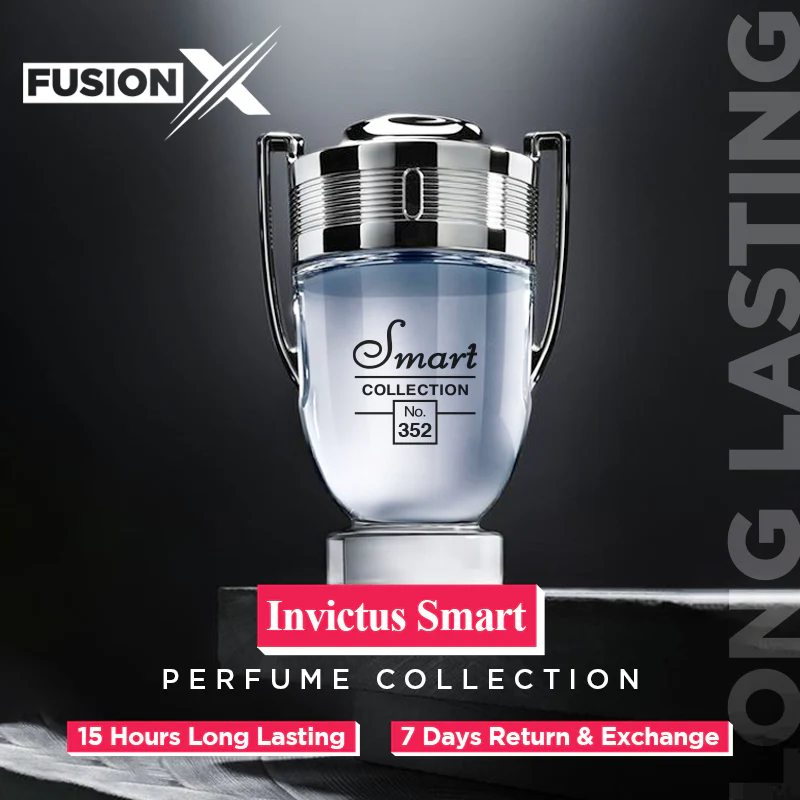 FUSION X
Smart
COLLECTION
No.
352
Invictus Smart
PERFUME COLLECTION
15 Hours Long Lasting
7 Days Return & Exchange
LONG LASTING